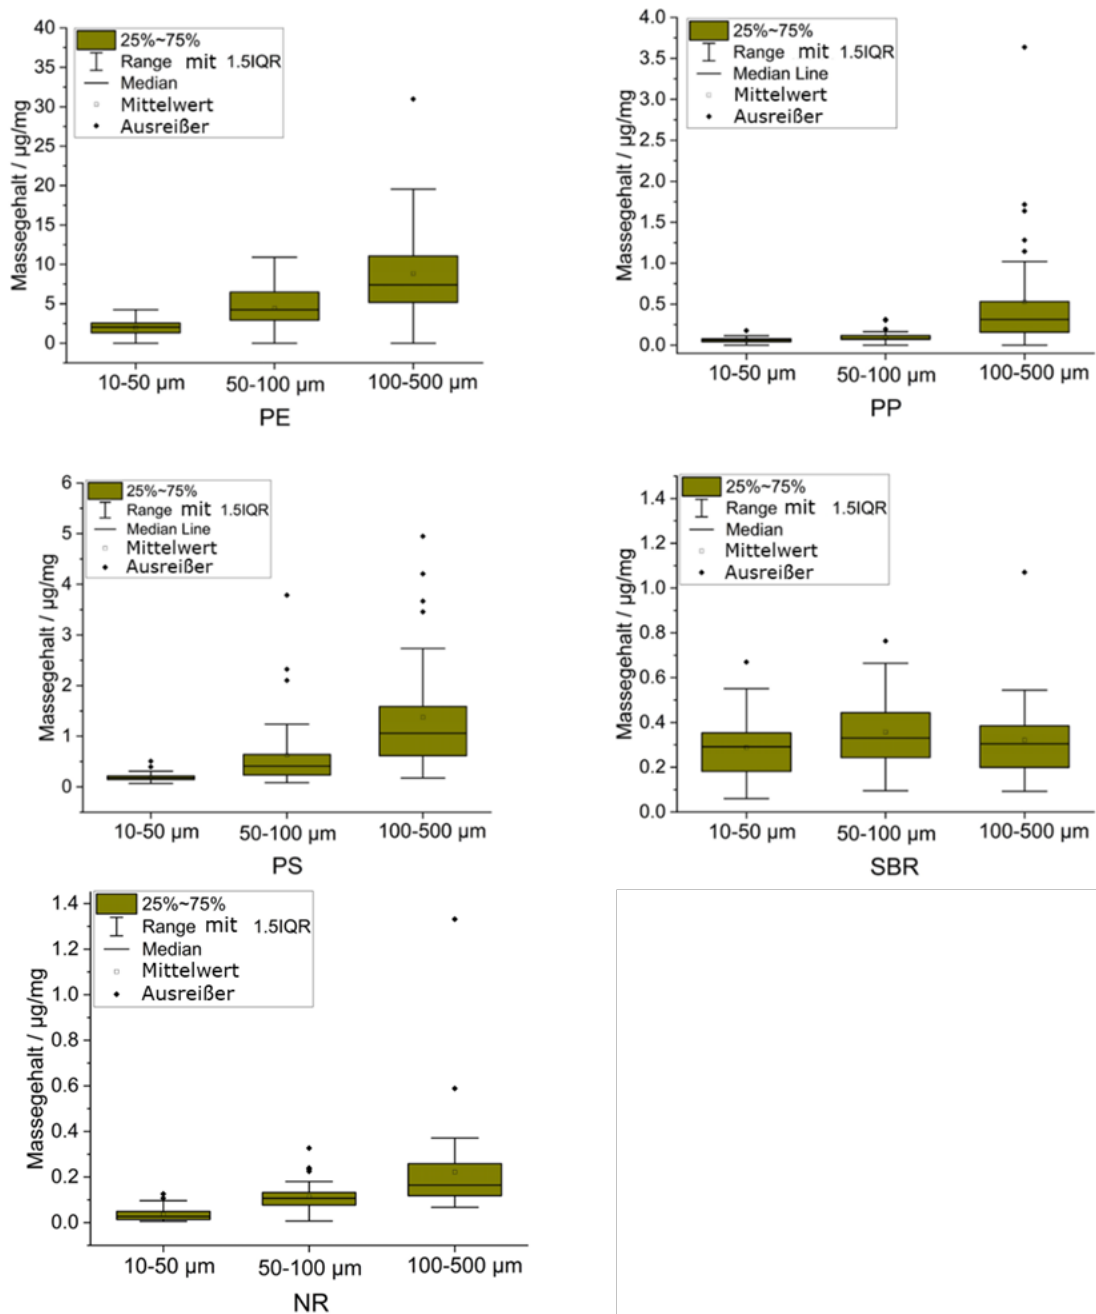 40
35
30
25
20
15
10
5
0
Massegehalt / µg/mg
25%~75%
Range mit 1.5IQR
Median
Mittelwert
Ausreißer
10-50 µm
50-100 µm
100-500 µm
PE
4.0
3.5
3.0
2.5
2.0
1.5
1.0
0.5
0.0
Massegehalt / µg/mg
25%~75%
Range mit 1.5IQR
Median Line
Mittelwert
Ausreißer
10-50 µm
50-100 µm
100-500 µm
PP
6
5
4
3
2
1
0
Massegehalt / µg/mg
25%~75%
Range mit 1.5IQR
Median Line
Mittelwert
Ausreißer
10-50 µm
50-100 µm
100-500 µm
PS
1.4
1.2
1.0
0.8
0.6
0.4
0.2
0.0
Massegehalt / µg/mg
25%~75%
Range mit 1.5IQR
Median
Mittelwert
Ausreißer
10-50 µm
50-100 µm
100-500 µm
SBR
1.4
1.2
1.0
0.8
0.6
0.4
0.2
0.0
Massegehalt / µg/mg
25%~75%
Range mit 1.5IQR
Median
Mittelwert
Ausreißer
10-50 µm
50-100 µm
100-500 µm
NR